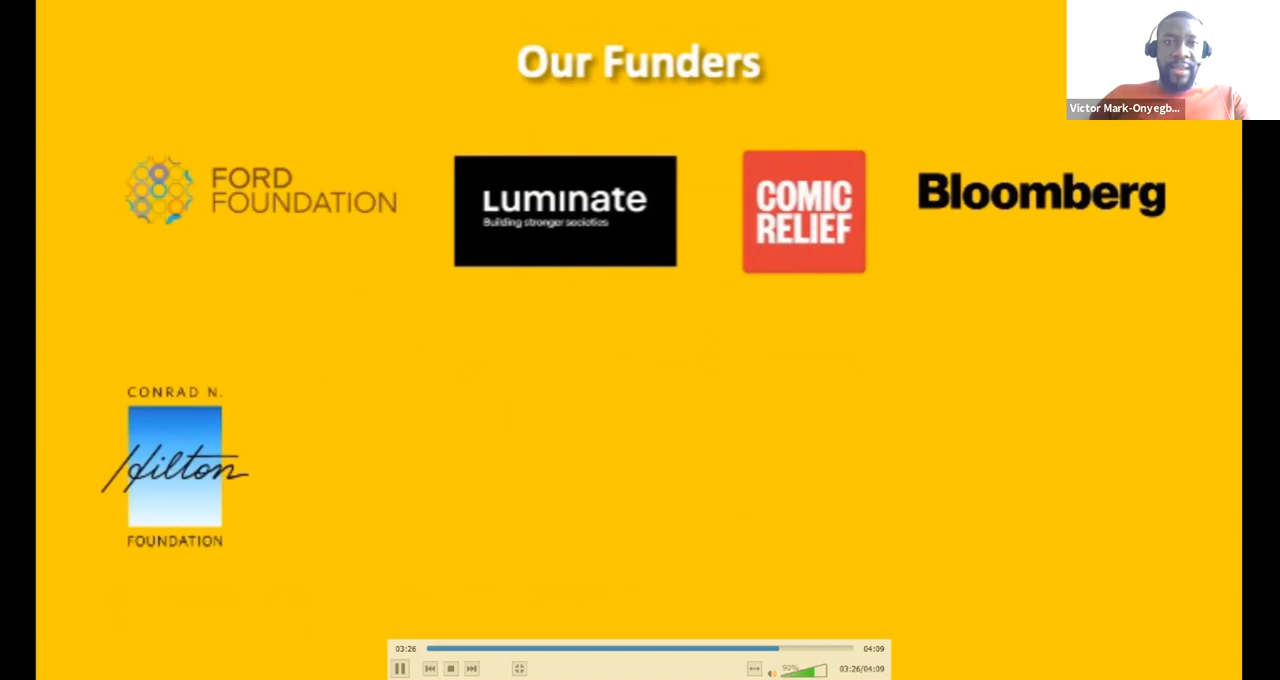 Our Funders
Victor Mark-Onyegb...
FORD
FOUNDATION
Luminate
Building stronger societies
COMIC
RELIEF
Bloomberg
CONRAD N.
Hilton
FOUNDATION
03:26
04:09
90%
03:26/04:09